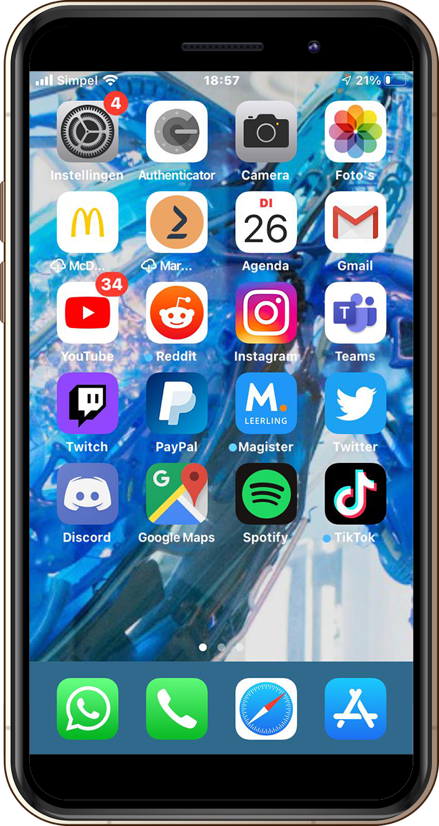 Simpel 18:57 21%
4
Instellingen Authenticator Camera Foto's
DI
26
McD... Mar... Agenda Gmail
34
T
YouTube Reddit Instagram Teams
M.
LEERLING
Twitch PayPal Magister Twitter
G
Discord Google Maps Spotify TikTok